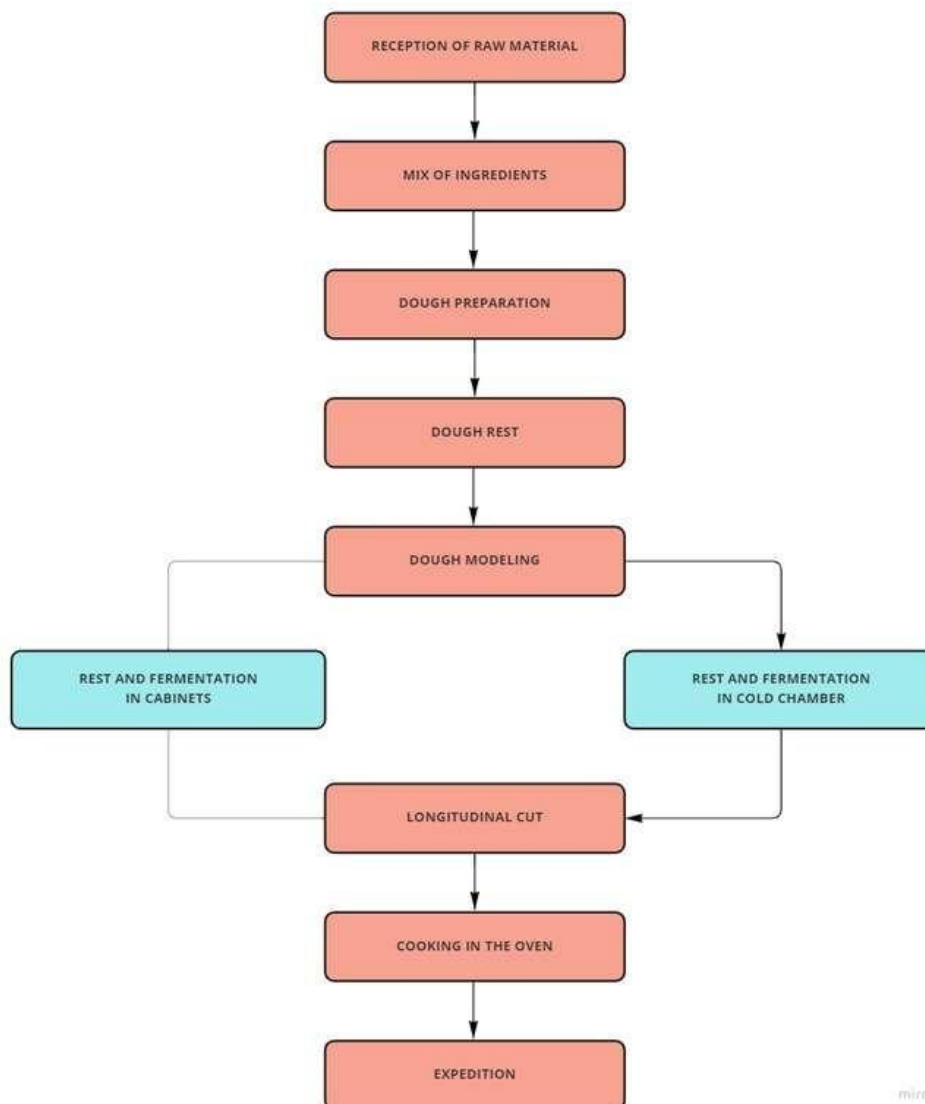 RECEPTION OF RAW MATERIAL
MIX OF INGREDIENTS
DOUGH PREPARATION
DOUGH REST
DOUGH MODELING
REST AND FERMENTATION
IN CABINETS
REST AND FERMENTATION
IN COLD CHAMBER
LONGITUDINAL CUT
COOKING IN THE OVEN
EXPEDITION